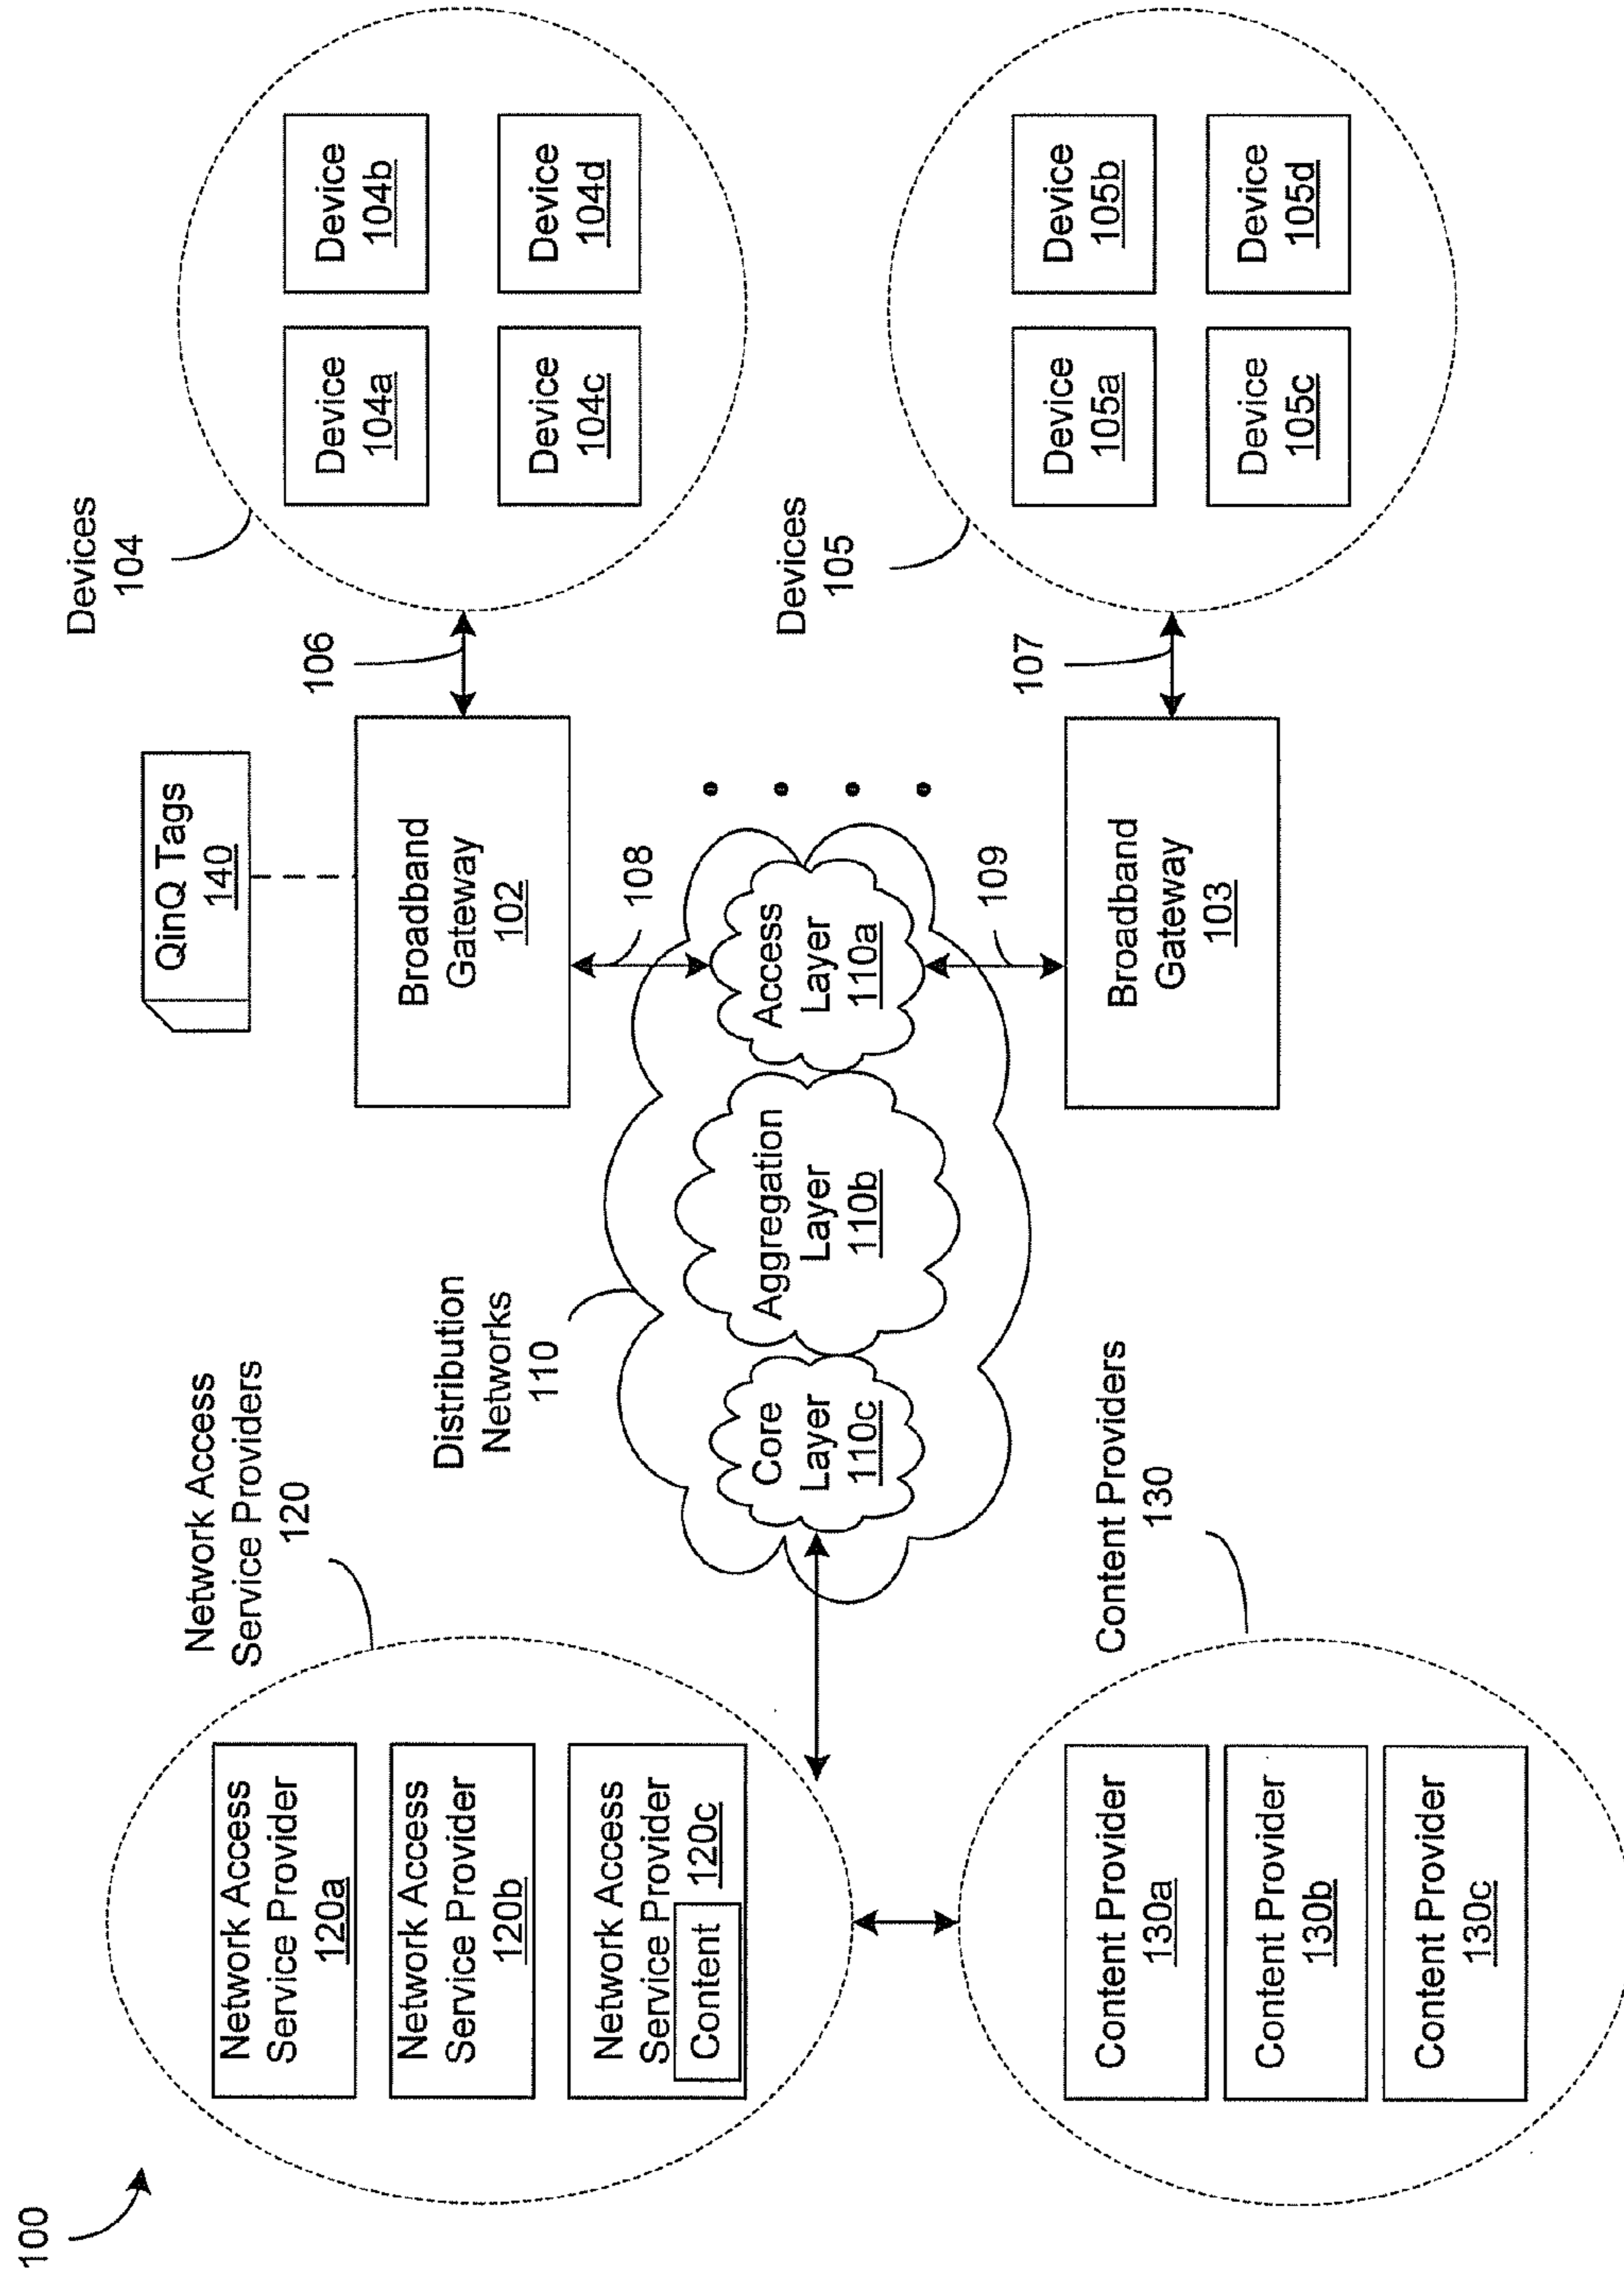 100
Network Access
Service Providers
120
Network Access
Service Provider
120a
Network Access
Service Provider
120b
Network Access
Service Provider
120c
Content
Content Providers
130
Content Provider
130a
Content Provider
130b
Content Provider
130c
Distribution
Networks
110
Core
Layer
110c
Aggregation
Layer
110b
Access
Layer
110a
QinQ Tags
140
Broadband
Gateway
102
108
109
Broadband
Gateway
103
106
107
Devices
104
Device
104a
Device
104b
Device
104c
Device
104d
Devices
105
Device
105a
Device
105b
Device
105c
Device
105d